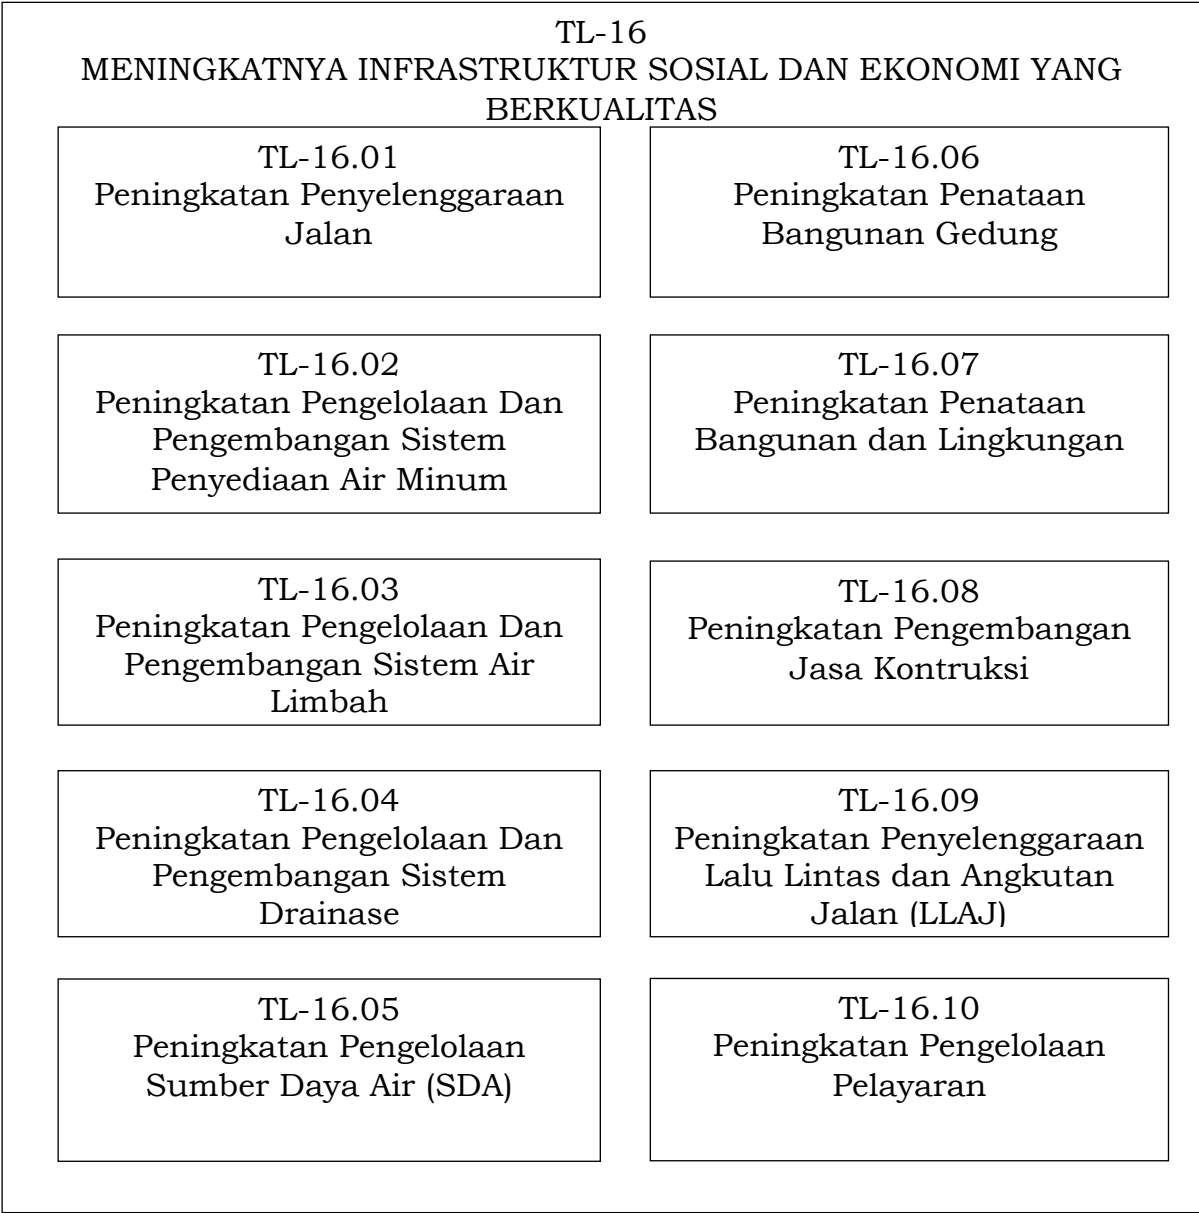 TL-16
MENINGKATNYA INFRASTRUKTUR SOSIAL DAN EKONOMI YANG
BERKUALITAS
TL-16.01
Peningkatan Penyelenggaraan
Jalan
TL-16.02
Peningkatan Pengelolaan Dan
Pengembangan Sistem
Penyediaan Air Minum
TL-16.03
Peningkatan Pengelolaan Dan
Pengembangan Sistem Air
Limbah
TL-16.04
Peningkatan Pengelolaan Dan
Pengembangan Sistem
Drainase
TL-16.05
Peningkatan Pengelolaan
Sumber Daya Air (SDA)
TL-16.06
Peningkatan Penataan
Bangunan Gedung
TL-16.07
Peningkatan Penataan
Bangunan dan Lingkungan
TL-16.08
Peningkatan Pengembangan
Jasa Kontruksi
TL-16.09
Peningkatan Penyelenggaraan
Lalu Lintas dan Angkutan
Jalan (LLAJ)
TL-16.10
Peningkatan Pengelolaan
Pelayaran